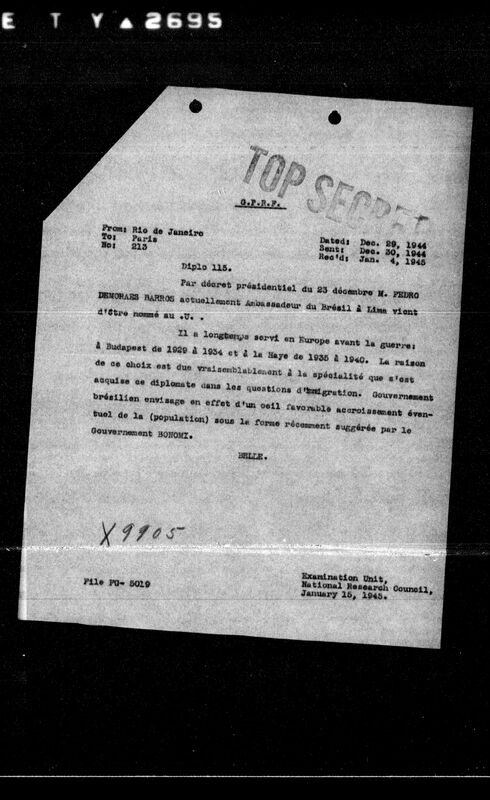 E T Y ▲ 2695
TOP SECRET
G.P.R.F.
From: Rio de Janeiro
To: Paris
No: 213
Dated: Dec. 29, 1944
Sent: Dec. 30, 1944
Rec'd: Jan. 4, 1945
Diplo 115.
Par décret présidentiel du 23 décembre M. PEDRO
DEMORAES BARROS actuellement Ambassadeur du Brésil à Lima vient
d'être nommé au .U. .
Il a longtemps servi en Europe avant la guerre:
à Budapest de 1929 à 1934 et à la Haye de 1935 à 1940. La raison
de ce choix est due vraisemblablement à la spécialité que s'est
acquise ce diplomate dans les questions d'immigration. Gouvernement
brésilien envisage en effet d'un oeil favorable accroissement éven-
tuel de la (population) sous la forme récemment suggérée par le
Gouvernement BONOMI.
BELLE.
X9905
File FG- 5019
Examination Unit,
National Research Council,
January 15, 1945.